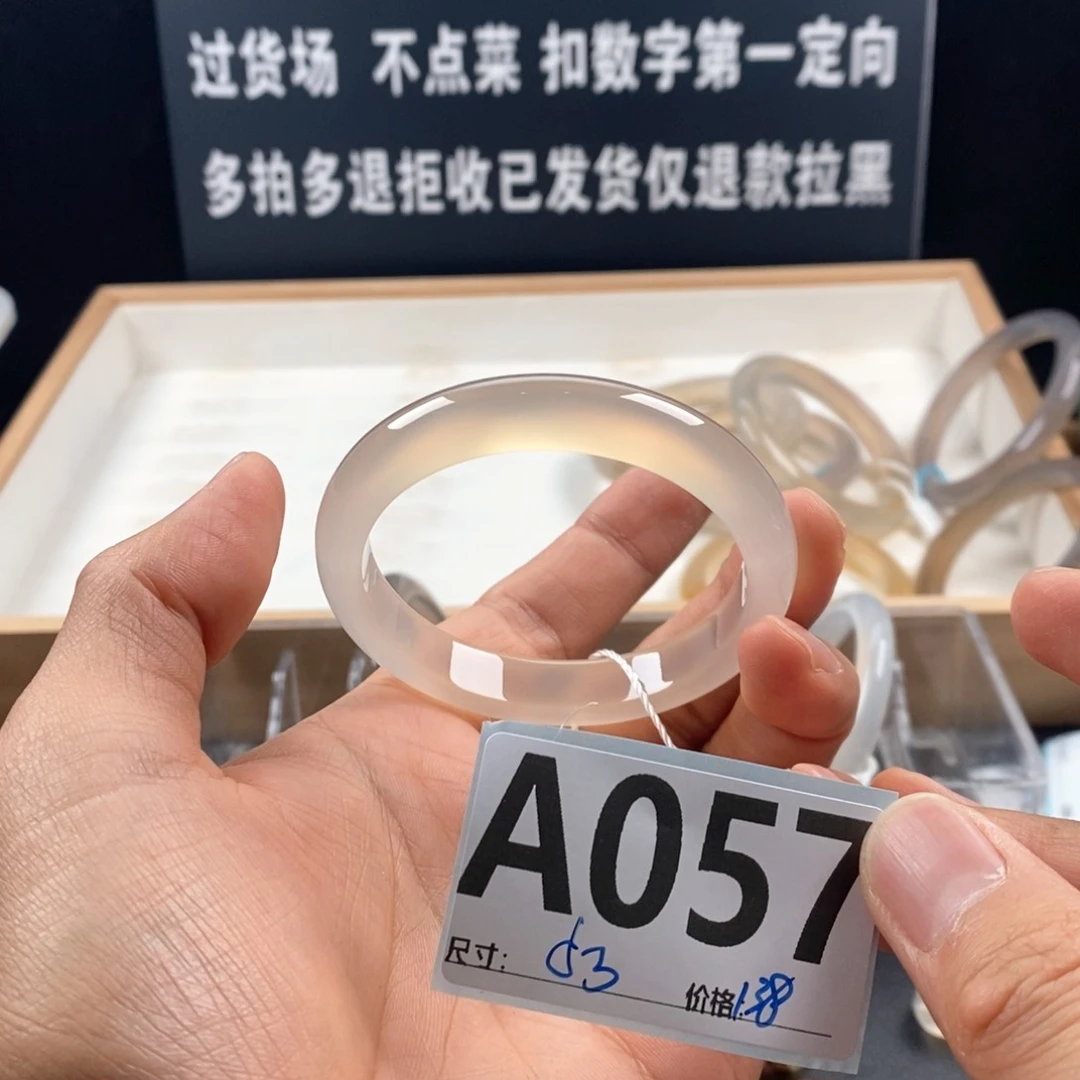 过货场 不点菜 扣数字第一定向
多拍多退拒收已发货仅退款拉黑
A057
尺寸: 53
价格: 138